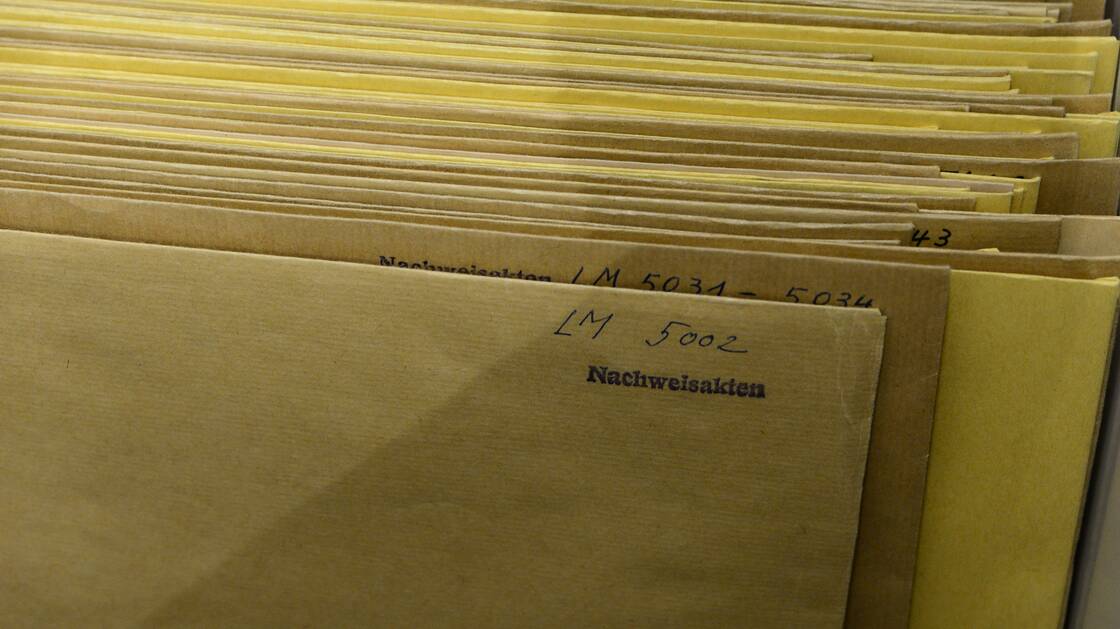 43
Nachweisakten LM 5031 - 5034
LM 5002
Nachweisakten